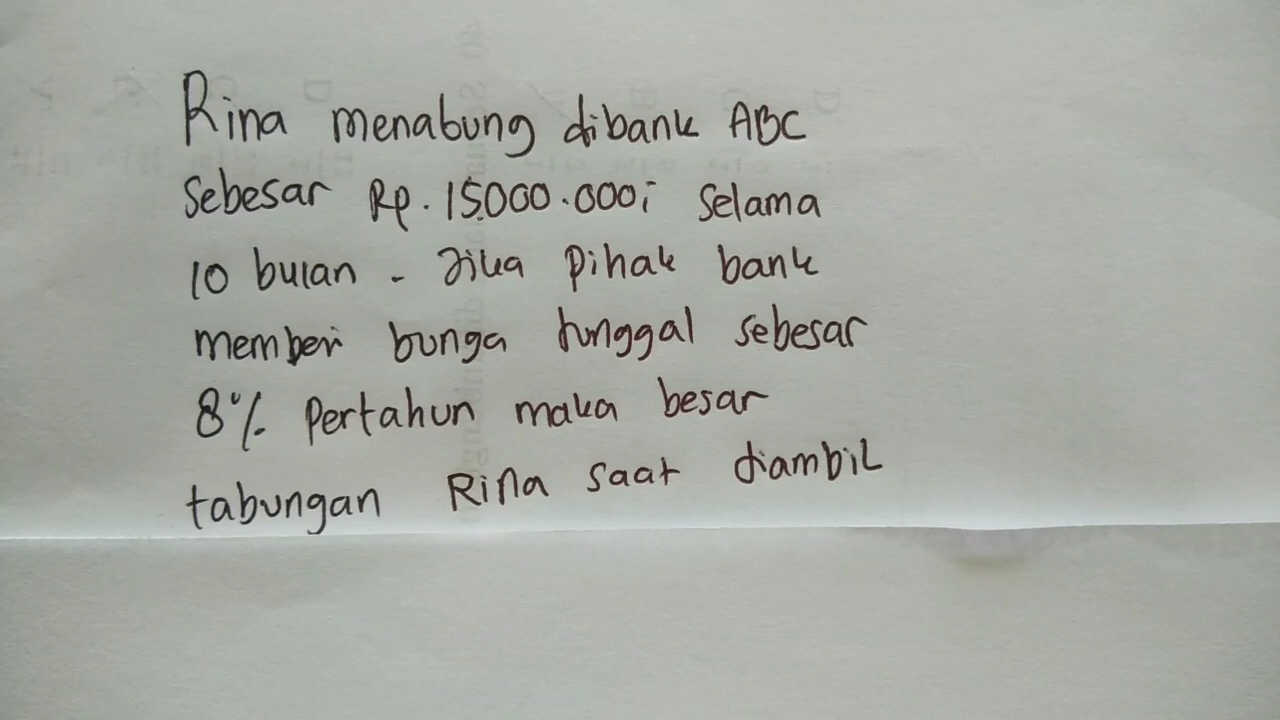 Rina menabung dibank ABC
Sebesar Rp. 15.000.000; Selama
10 bulan - Jika Pihak bank
memberi bunga tunggal sebesar
8% Pertahun maka besar
tabungan Rina saat diambil